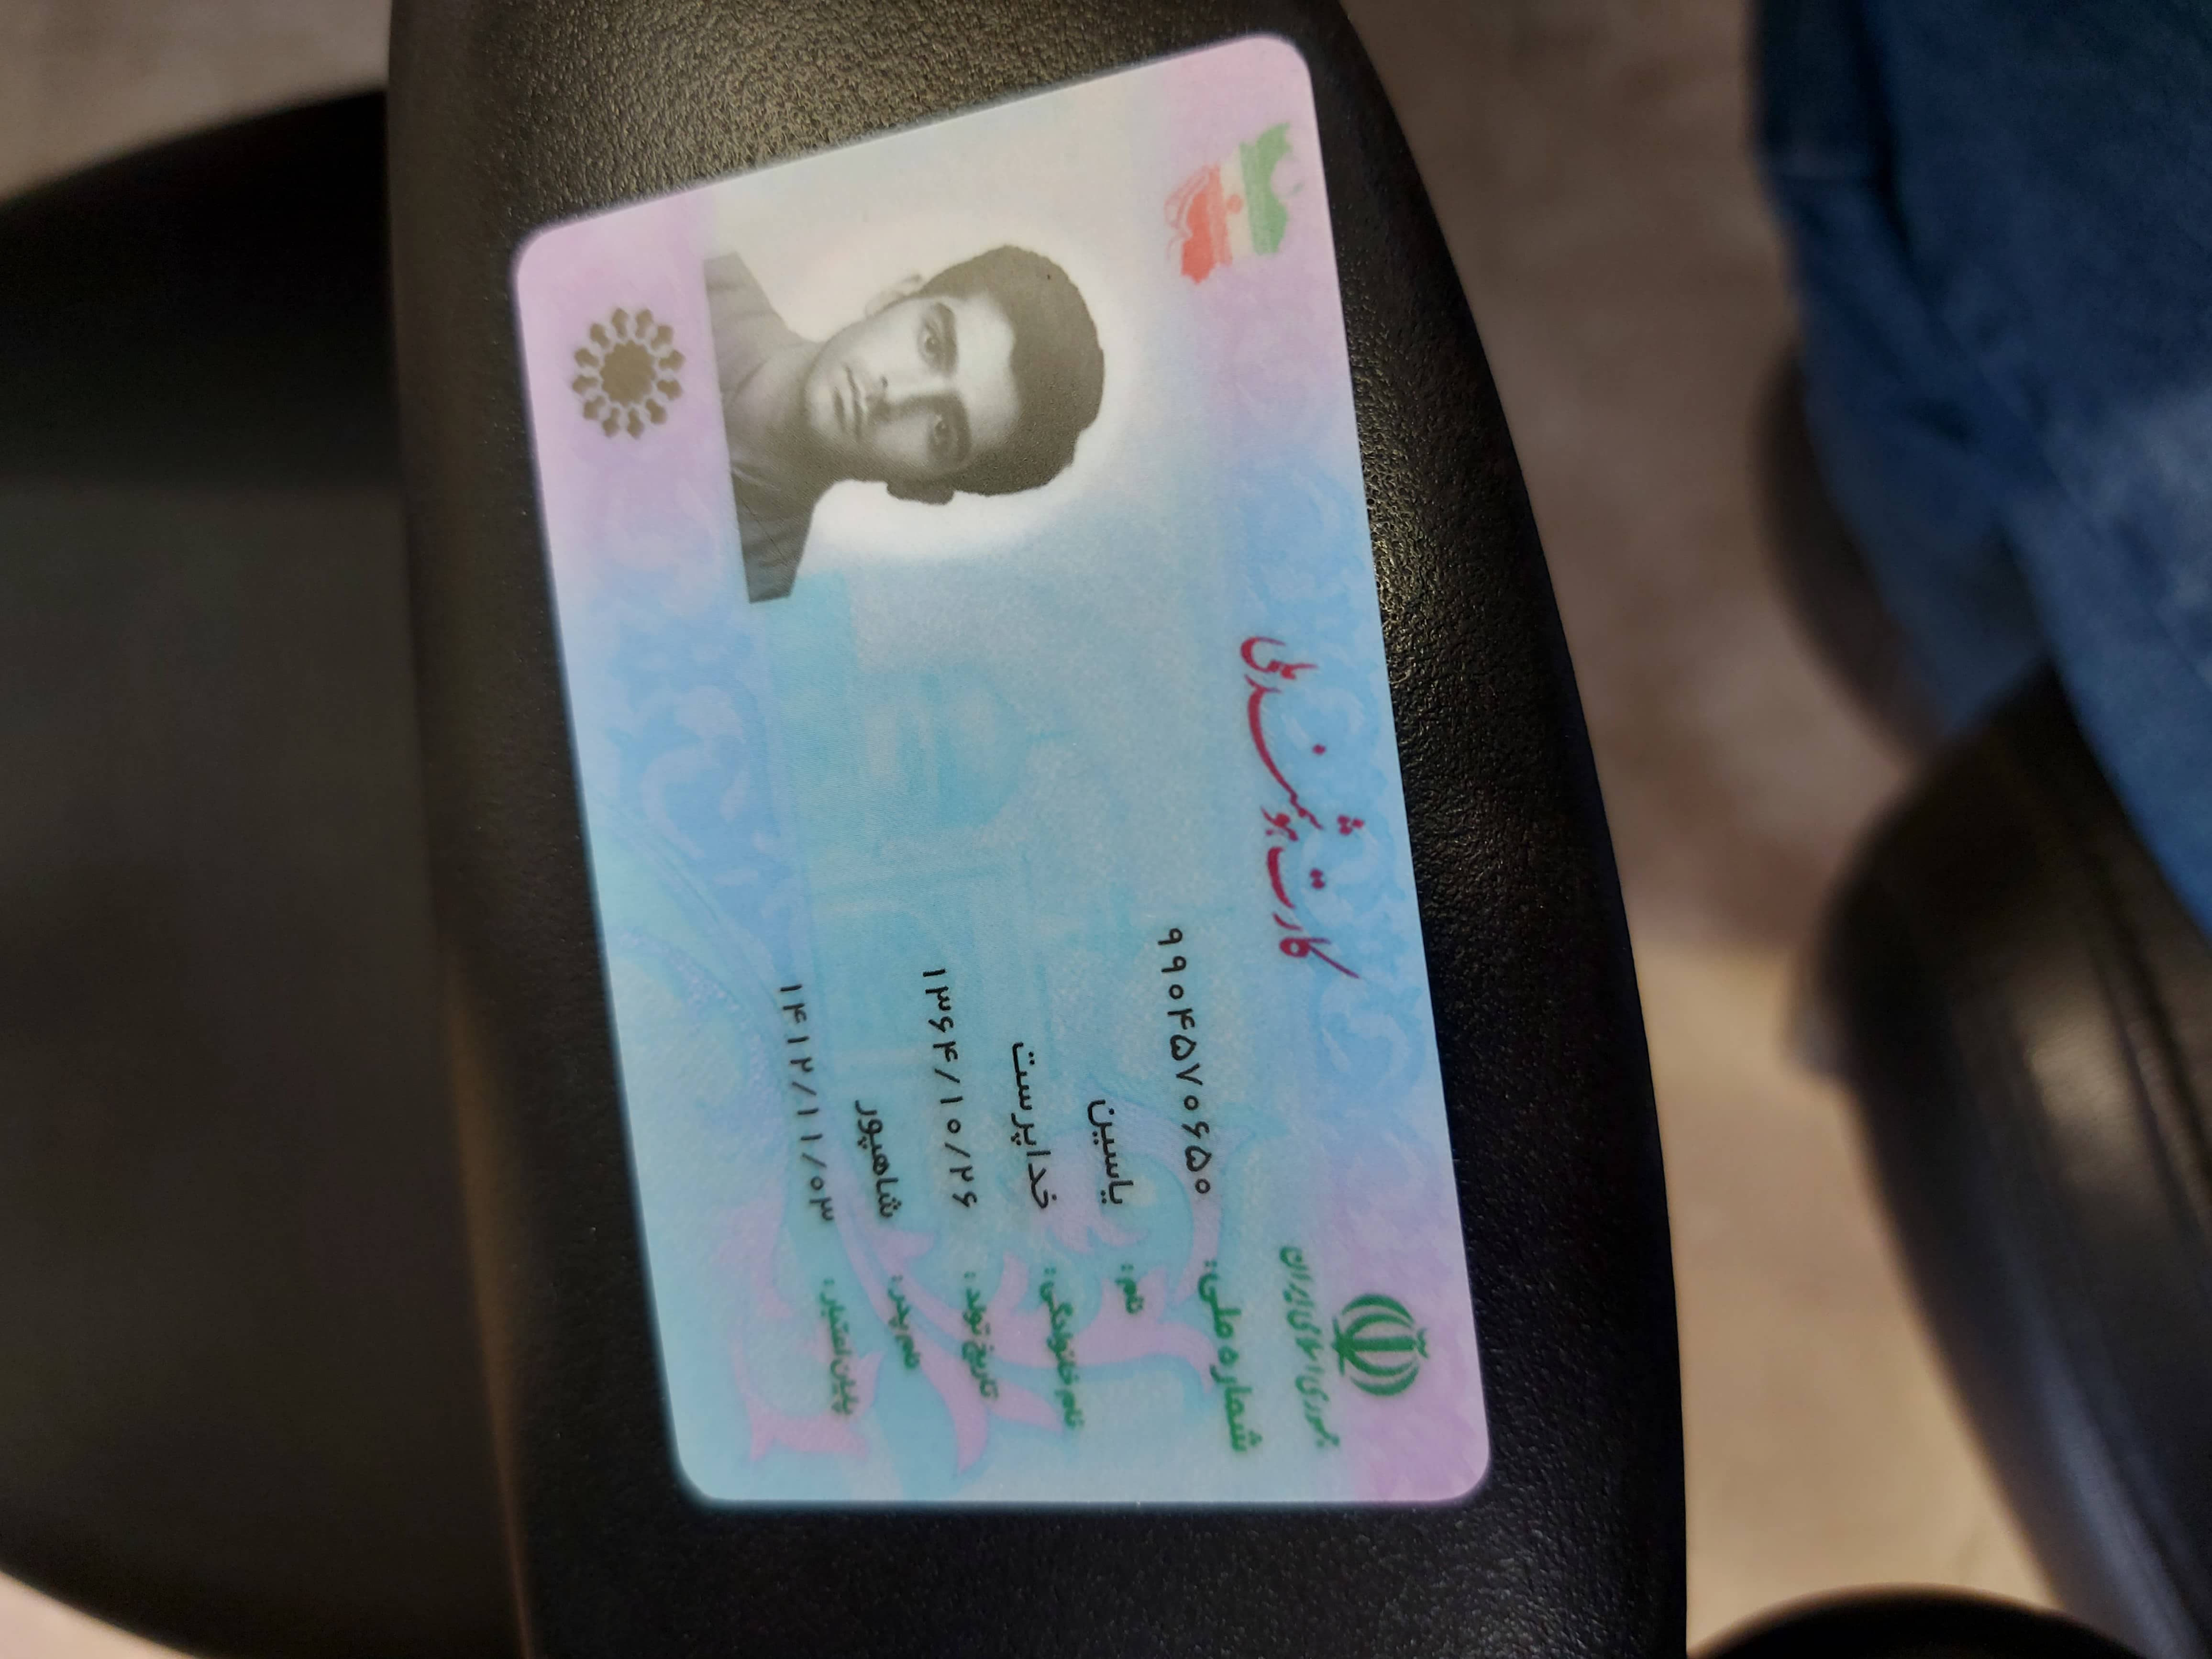 جمهوری اسلامی ایران
کارت هوشمند ملی
شماره ملی: ۹۹۰۴۵۷۰۶۵۰
نام: یاسین
نام خانوادگی: خداپرست
تاریخ تولد: ۱۳۶۴/۱۰/۲۶
نام پدر: شاهپور
پایان اعتبار: ۱۴۱۲/۱۱/۰۳